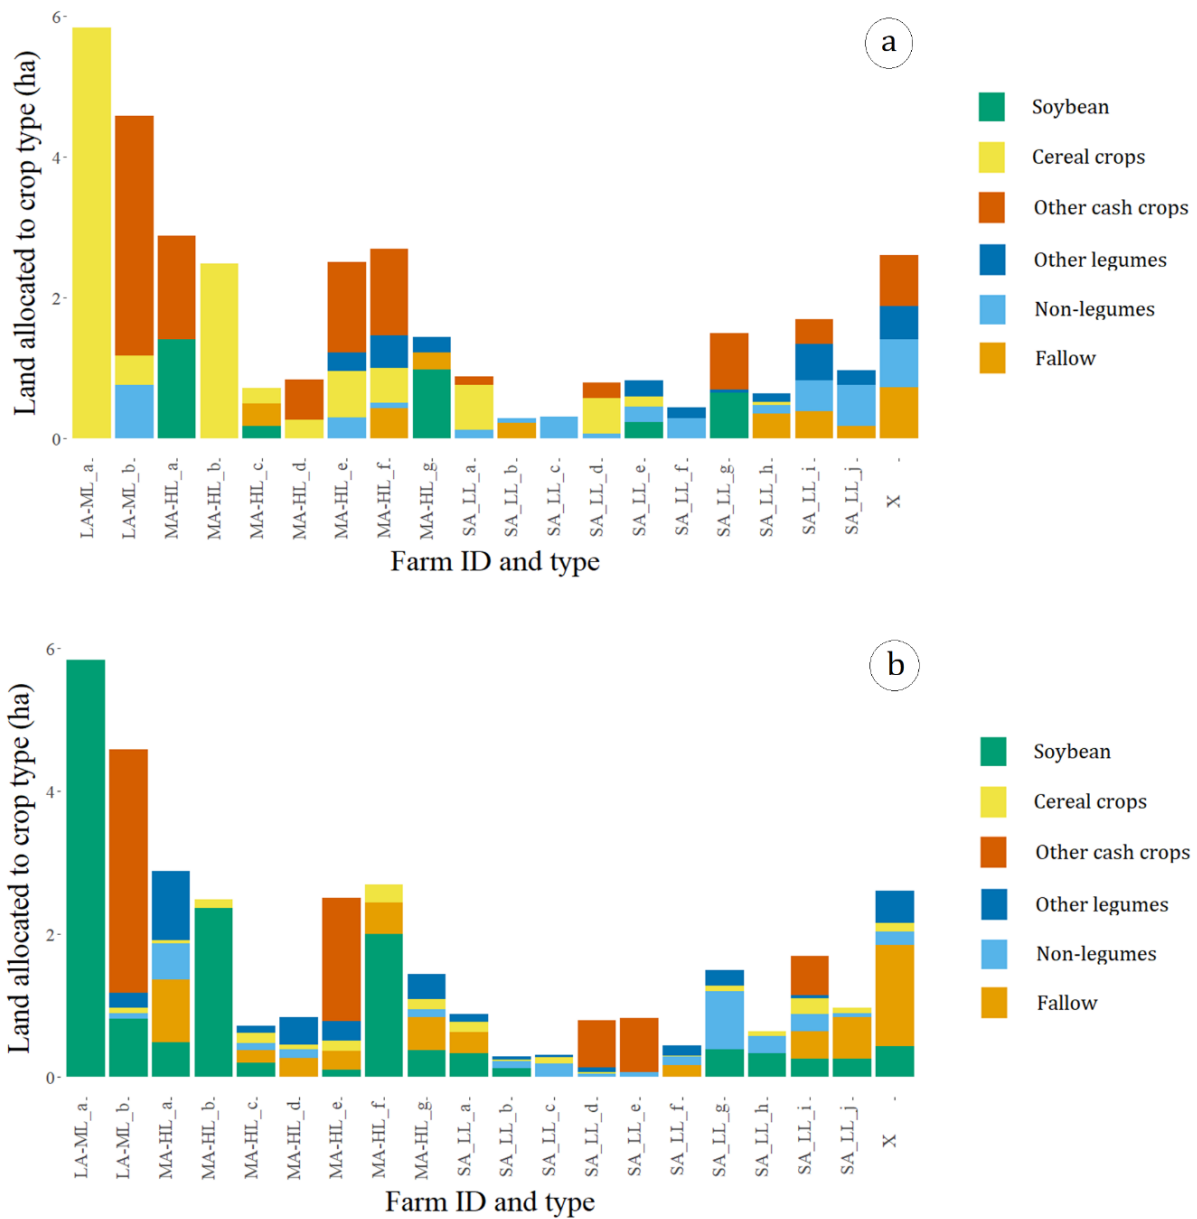 a
Land allocated to crop type (ha)
6
4
2
0
LA-ML_a
LA-ML_b
MA-HL_a
MA-HL_b
MA-HL_c
MA-HL_d
MA-HL_e
MA-HL_f
MA-HL_g
SA_LL_a
SA_LL_b
SA_LL_c
SA_LL_d
SA_LL_e
SA_LL_f
SA_LL_g
SA_LL_h
SA_LL_i
SA_LL_j
X
Farm ID and type
Soybean
Cereal crops
Other cash crops
Other legumes
Non-legumes
Fallow
b
Land allocated to crop type (ha)
6
4
2
0
LA-ML_a
LA-ML_b
MA-HL_a
MA-HL_b
MA-HL_c
MA-HL_d
MA-HL_e
MA-HL_f
MA-HL_g
SA_LL_a
SA_LL_b
SA_LL_c
SA_LL_d
SA_LL_e
SA_LL_f
SA_LL_g
SA_LL_h
SA_LL_i
SA_LL_j
X
Farm ID and type
Soybean
Cereal crops
Other cash crops
Other legumes
Non-legumes
Fallow